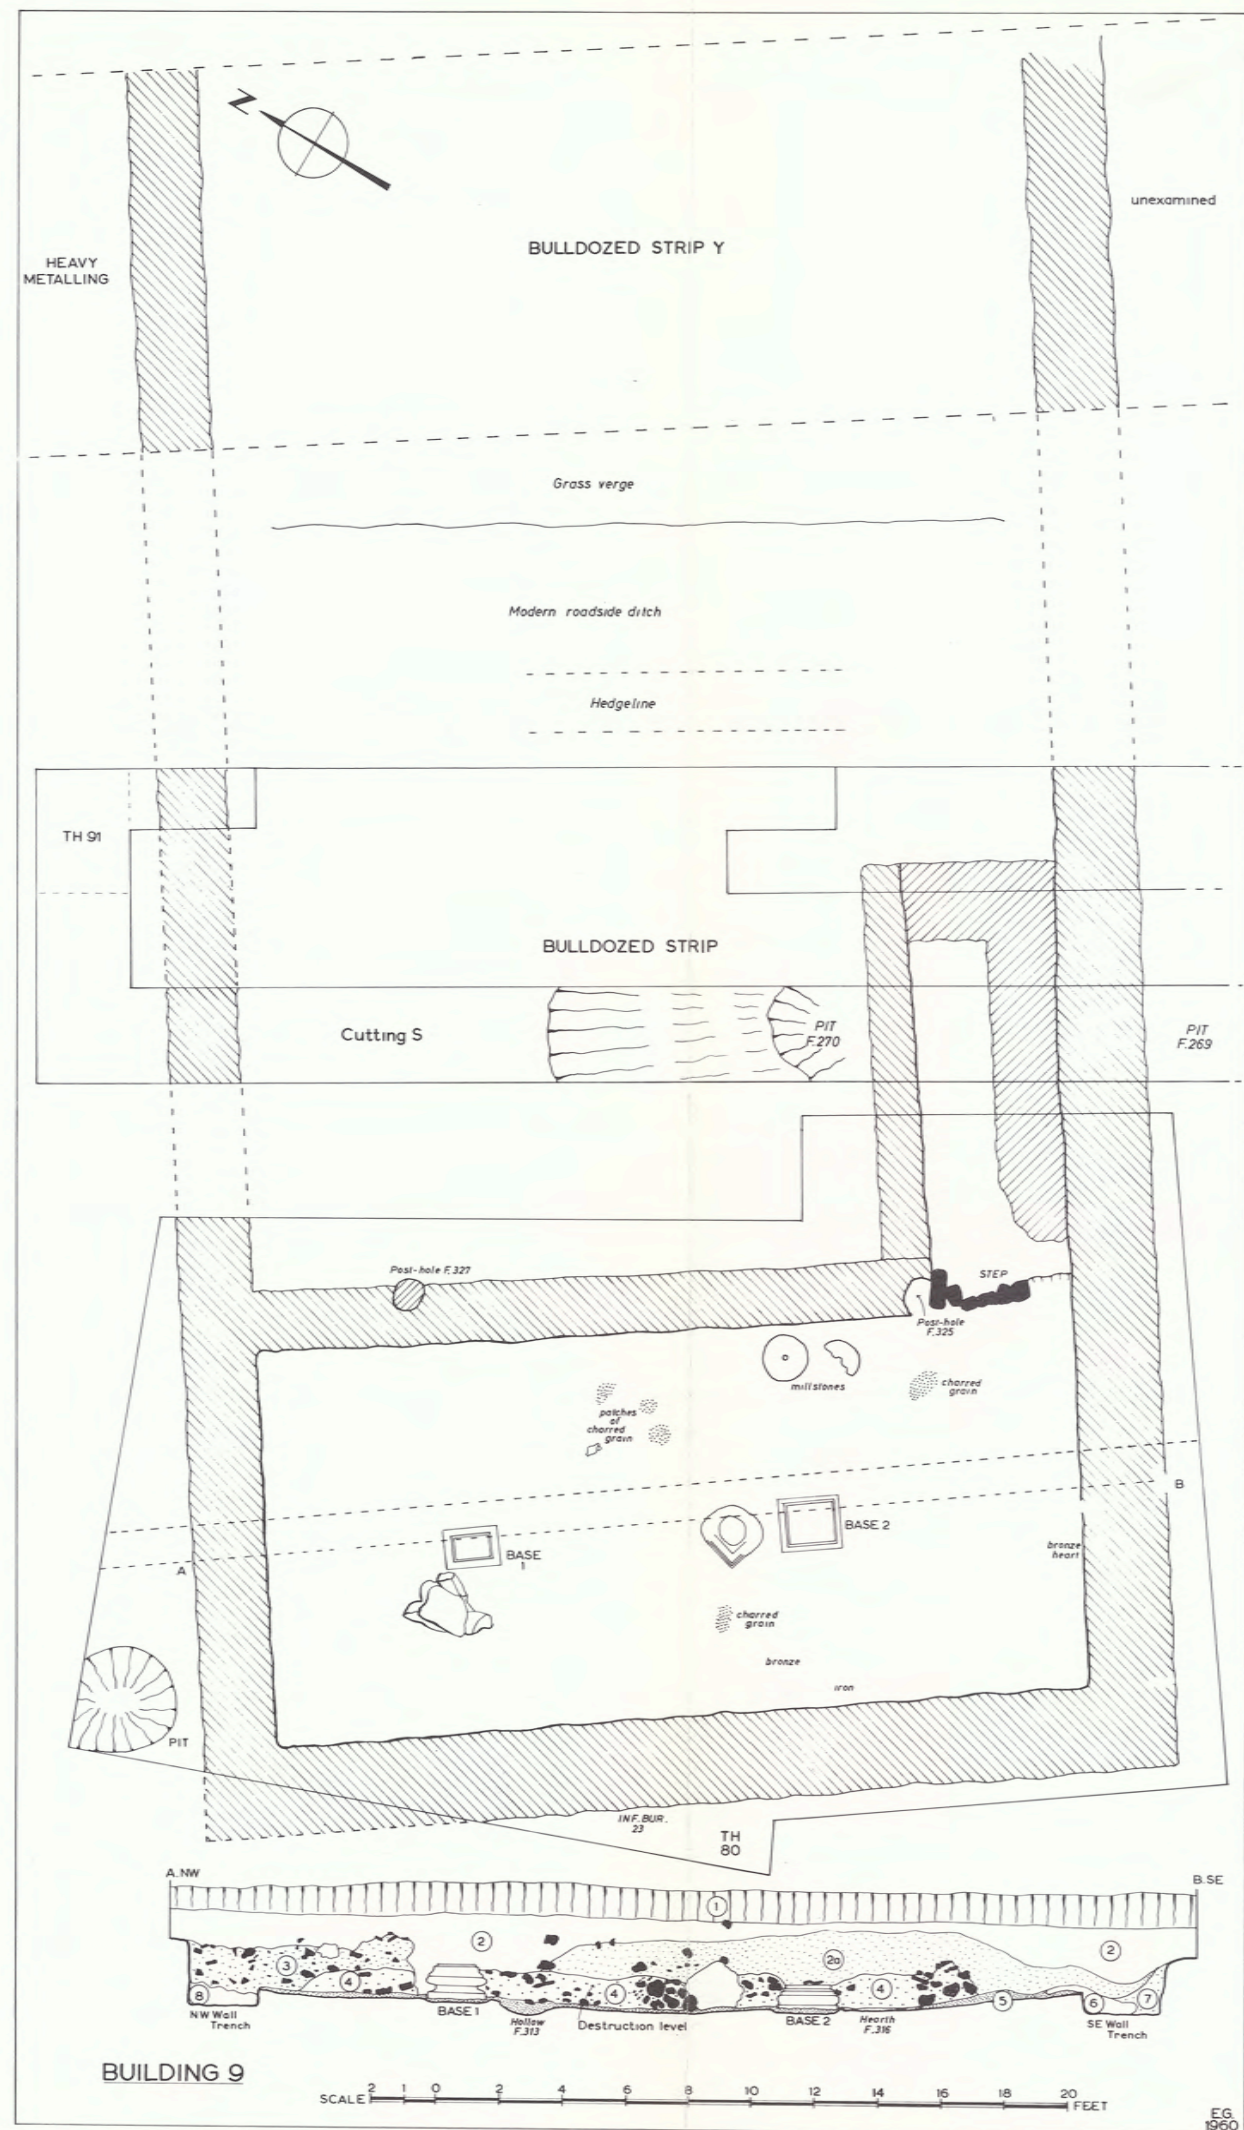 N
unexamined
BULLDOZED STRIP Y
HEAVY
METALLING
Grass verge
Modern roadside ditch
Hedgeline
TH 91
BULLDOZED STRIP
Cutting S
PIT
F.270
PIT
F.269
Post-hole F.327
STEP
Post-hole
F.325
millstones
charred
grain
patches
of
charred
grain
B
BASE 2
A
BASE
1
bronze
heart
charred
grain
bronze
iron
PIT
INF. BUR.
23
TH
80
A.NW
B.SE
1
2
2a
2
3
4
4
4
8
5
6
7
NW Wall
Trench
BASE 1
Hollow
F.313
Destruction level
BASE 2
Hearth
F.316
SE Wall
Trench
BUILDING 9
SCALE 2 1 0 2 4 6 8 10 12 14 16 18 20 FEET
E.G.
1960